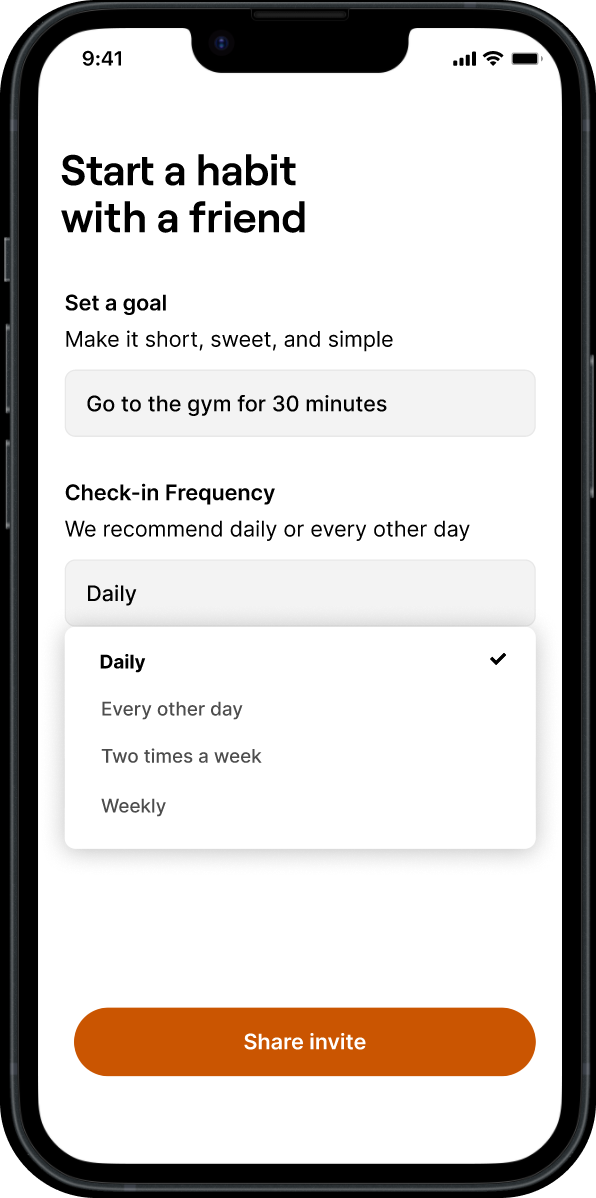 9:41
Start a habit
with a friend
Set a goal
Make it short, sweet, and simple
Go to the gym for 30 minutes
Check-in Frequency
We recommend daily or every other day
Daily
Daily
Every other day
Two times a week
Weekly
Share invite